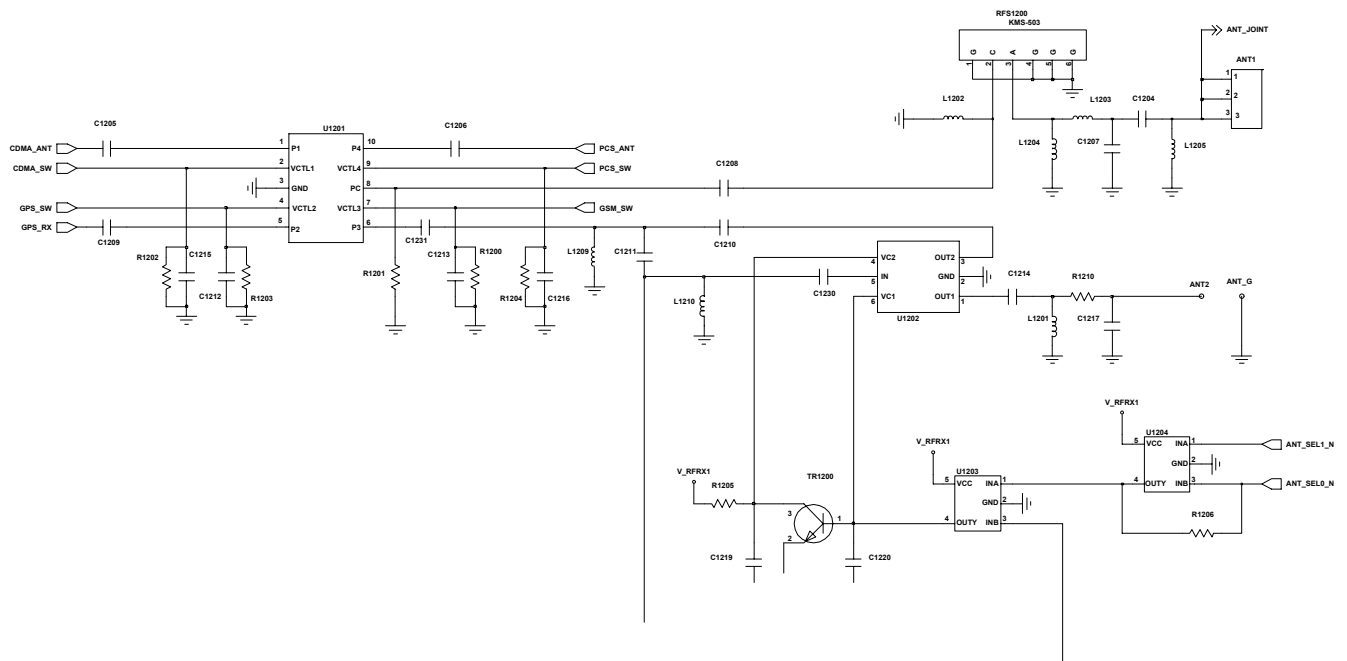 RFS1200
KMS-503
G C A G G G
1 2 3 4 5 6
ANT_JOINT
ANT1
1 1
2 2
3 3
L1202
L1203
C1204
L1204
C1207
L1205
C1205
U1201
C1206
CDMA_ANT
1 P1
P4 10
PCS_ANT
CDMA_SW
2 VCTL1
VCTL4 9
PCS_SW
3 GND
PC 8
C1208
GPS_SW
4 VCTL2
VCTL3 7
GSM_SW
GPS_RX
5 P2
P3 6
C1209
C1231
C1210
R1202
C1215
C1212
R1203
R1201
C1213
R1200
R1204
C1216
L1209
C1211
L1210
C1230
4 VC2
OUT2 3
5 IN
GND 2
6 VC1
OUT1 1
U1202
C1214
R1210
L1201
C1217
ANT2
ANT_G
V_RFRX1
U1204
5 VCC
INA 1
ANT_SEL1_N
GND 2
4 OUTY
INB 3
ANT_SEL0_N
R1206
V_RFRX1
U1203
5 VCC
INA 1
GND 2
4 OUTY
INB 3
V_RFRX1
R1205
TR1200
3
1
2
C1219
C1220